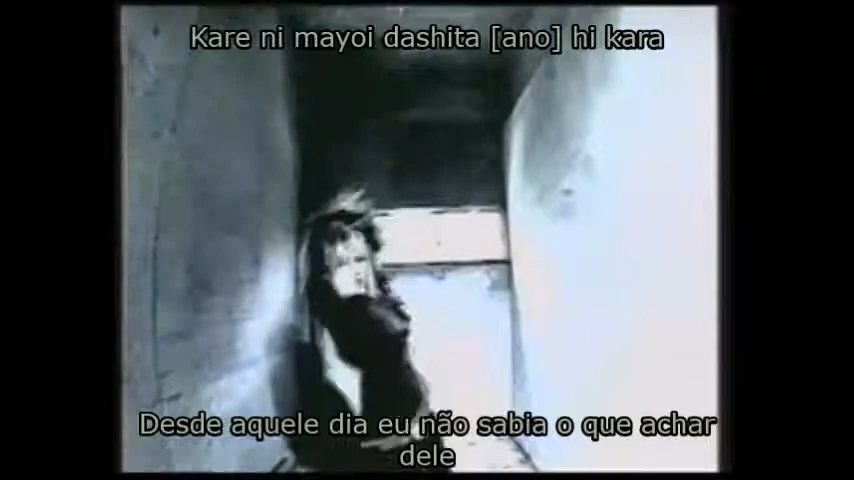 Kare ni mayoi dashita [ano] hi kara
Desde aquele dia eu não sabia o que achar
dele